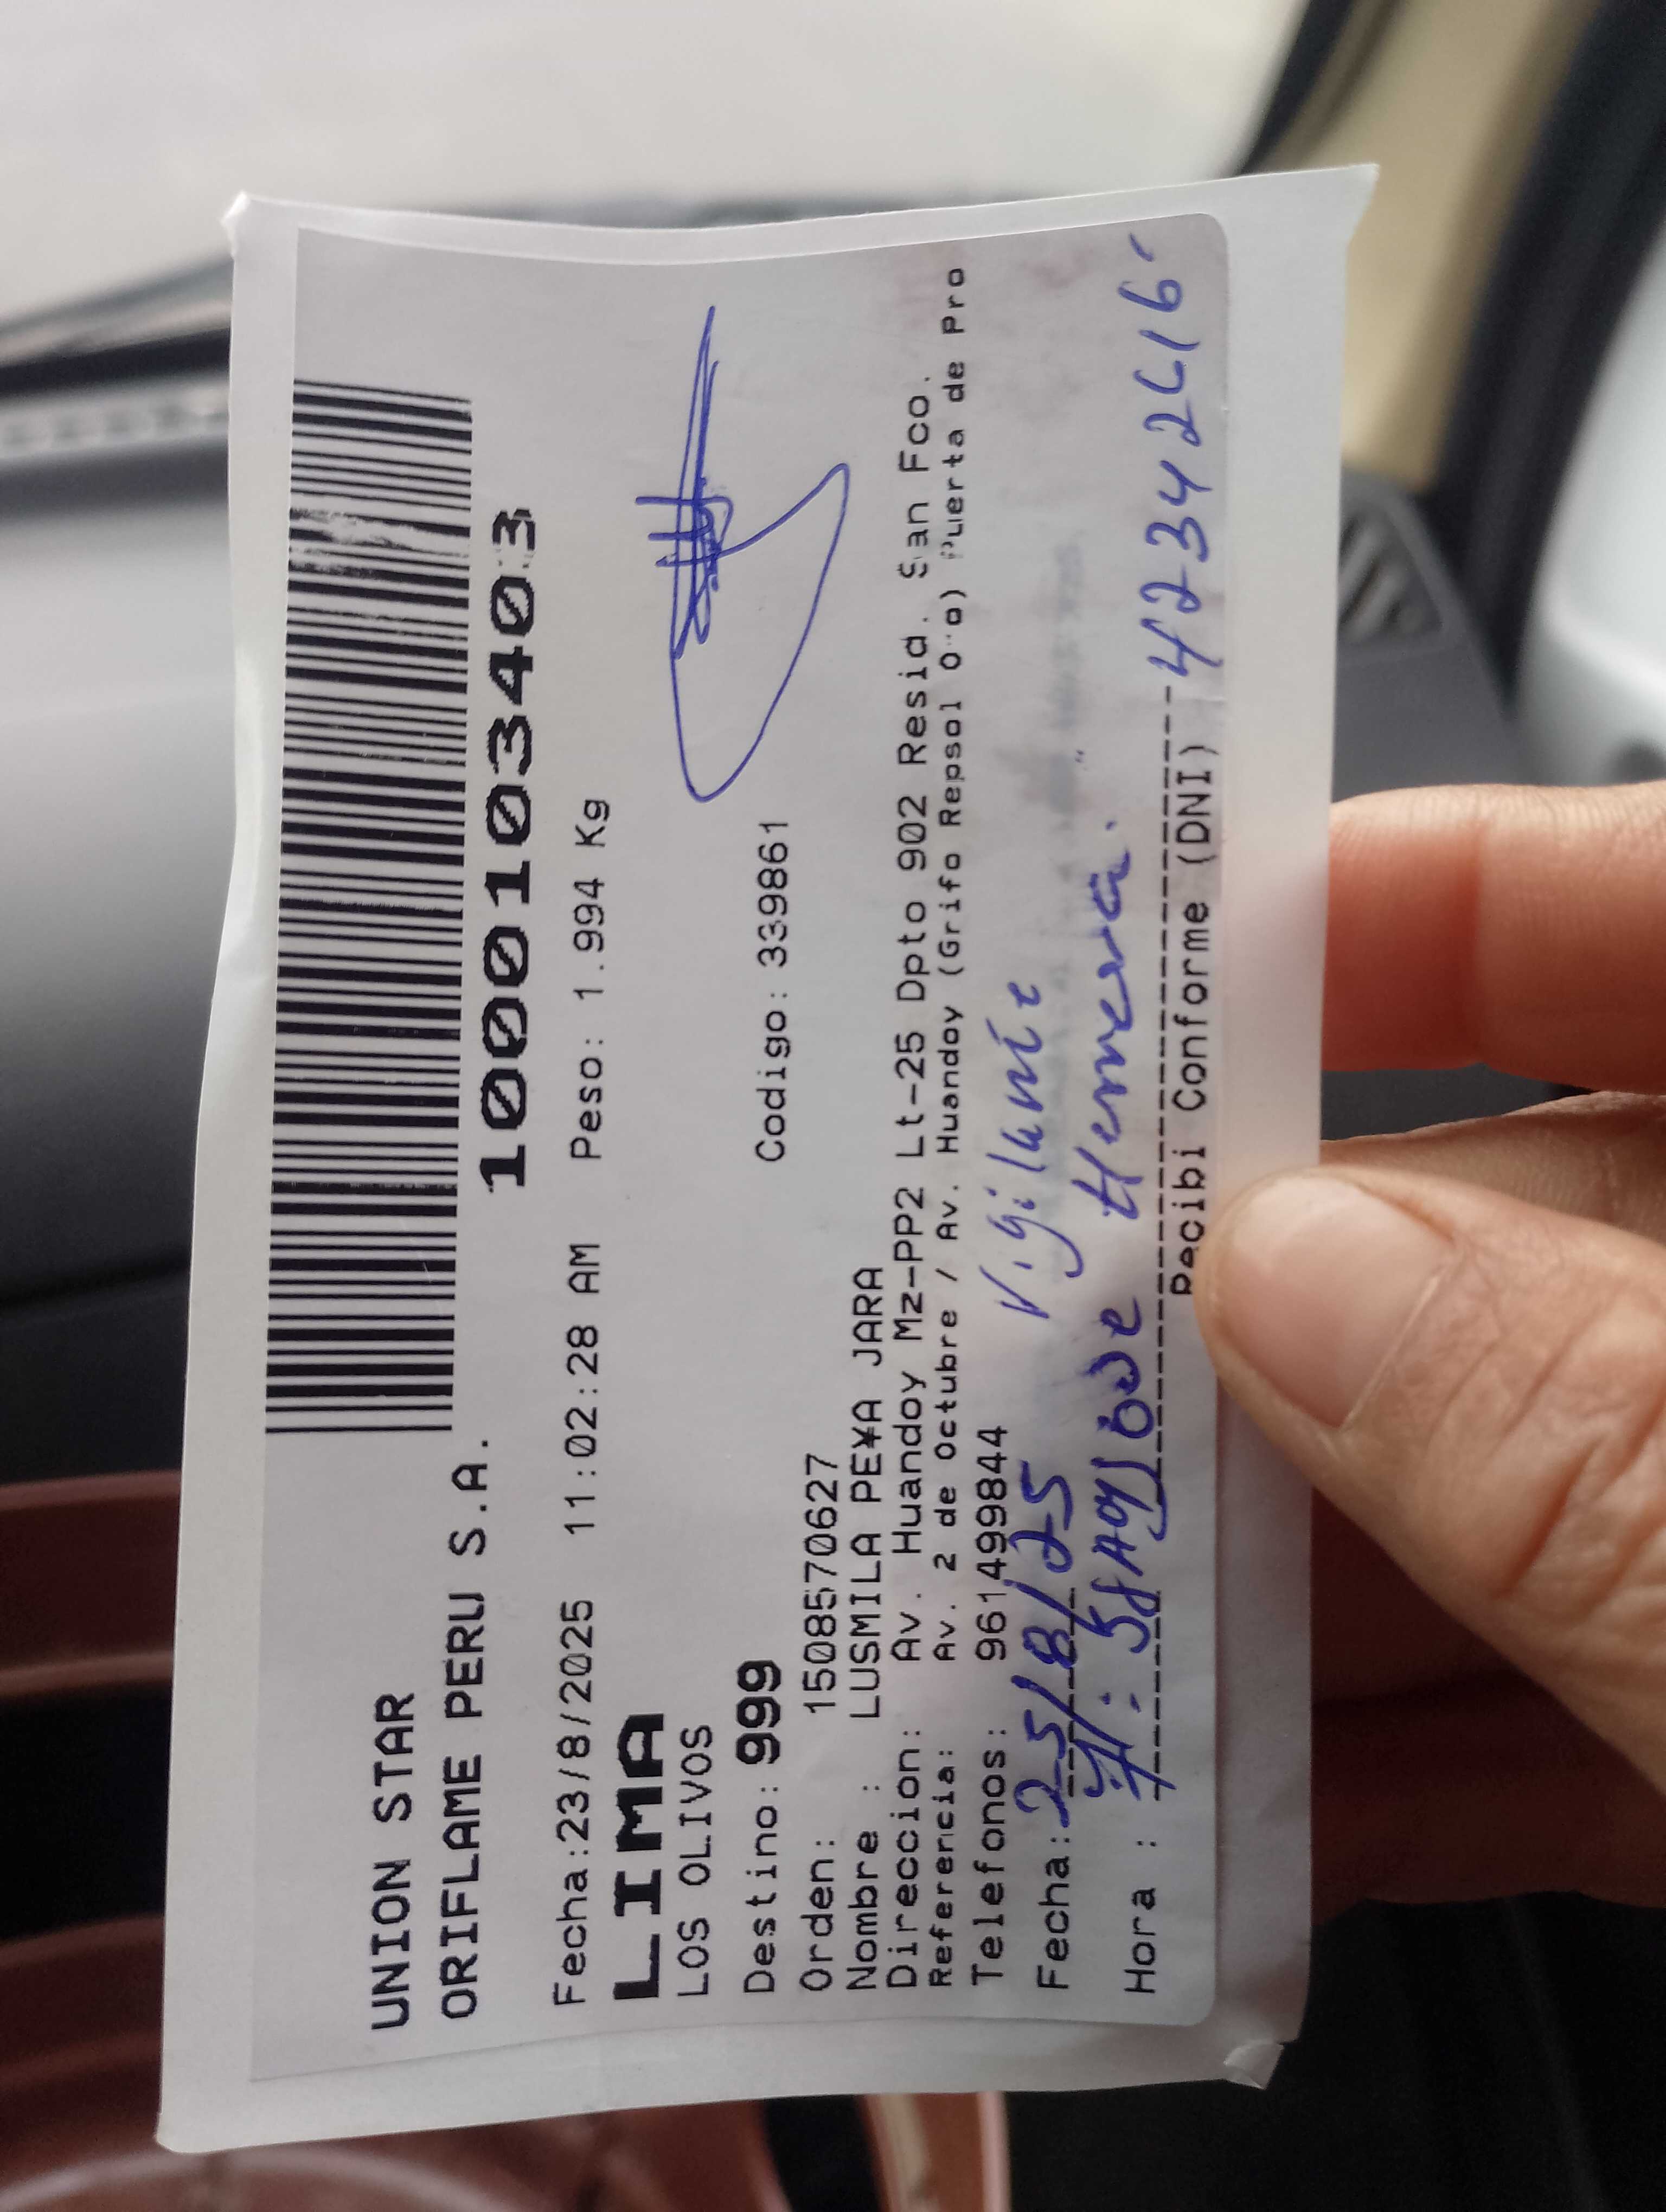 UNION STAR
ORIFLAME PERU S.A.
1000103403
Fecha:23/8/2025 11:02:28 AM Peso: 1.994 Kg
LIMA
LOS OLIVOS
Destino: 999 Codigo: 339861
Orden: 150857062​7
Nombre : LUSMILA PE¥A JARA
Direccion: Av. Huandoy Mz-PP2 Lt-25 Dpto 902 Resid. San Fco.
Referencia: Av. 2 de Octubre / Av. Huandoy (Grifo Repsol Puerta de Pro
Telefonos: 961499844
Vigilante
Fecha: 25/8/25
Hora :
Recibi Conforme (DNI)